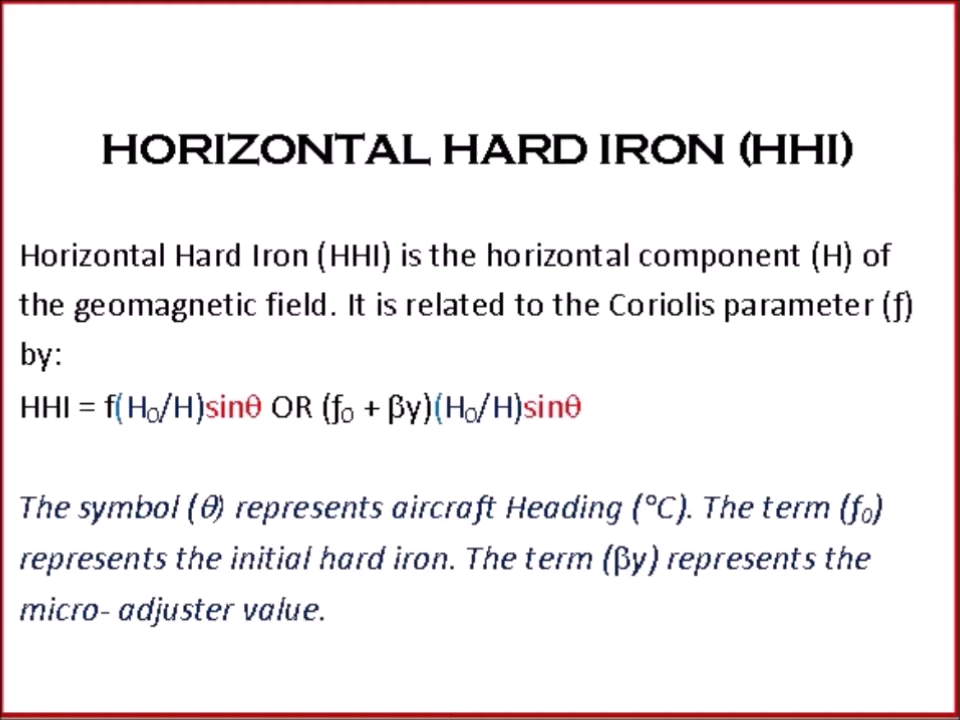 HORIZONTAL HARD IRON (HHI)
Horizontal Hard Iron (HHI) is the horizontal component (H) of
the geomagnetic field. It is related to the Coriolis parameter (ƒ)
by:
HHI = f(H₀/H)sinθ OR (ƒ₀ + βy)(H₀/H)sinθ
The symbol (θ) represents aircraft Heading (°C). The term (ƒ₀)
represents the initial hard iron. The term (βy) represents the
micro- adjuster value.